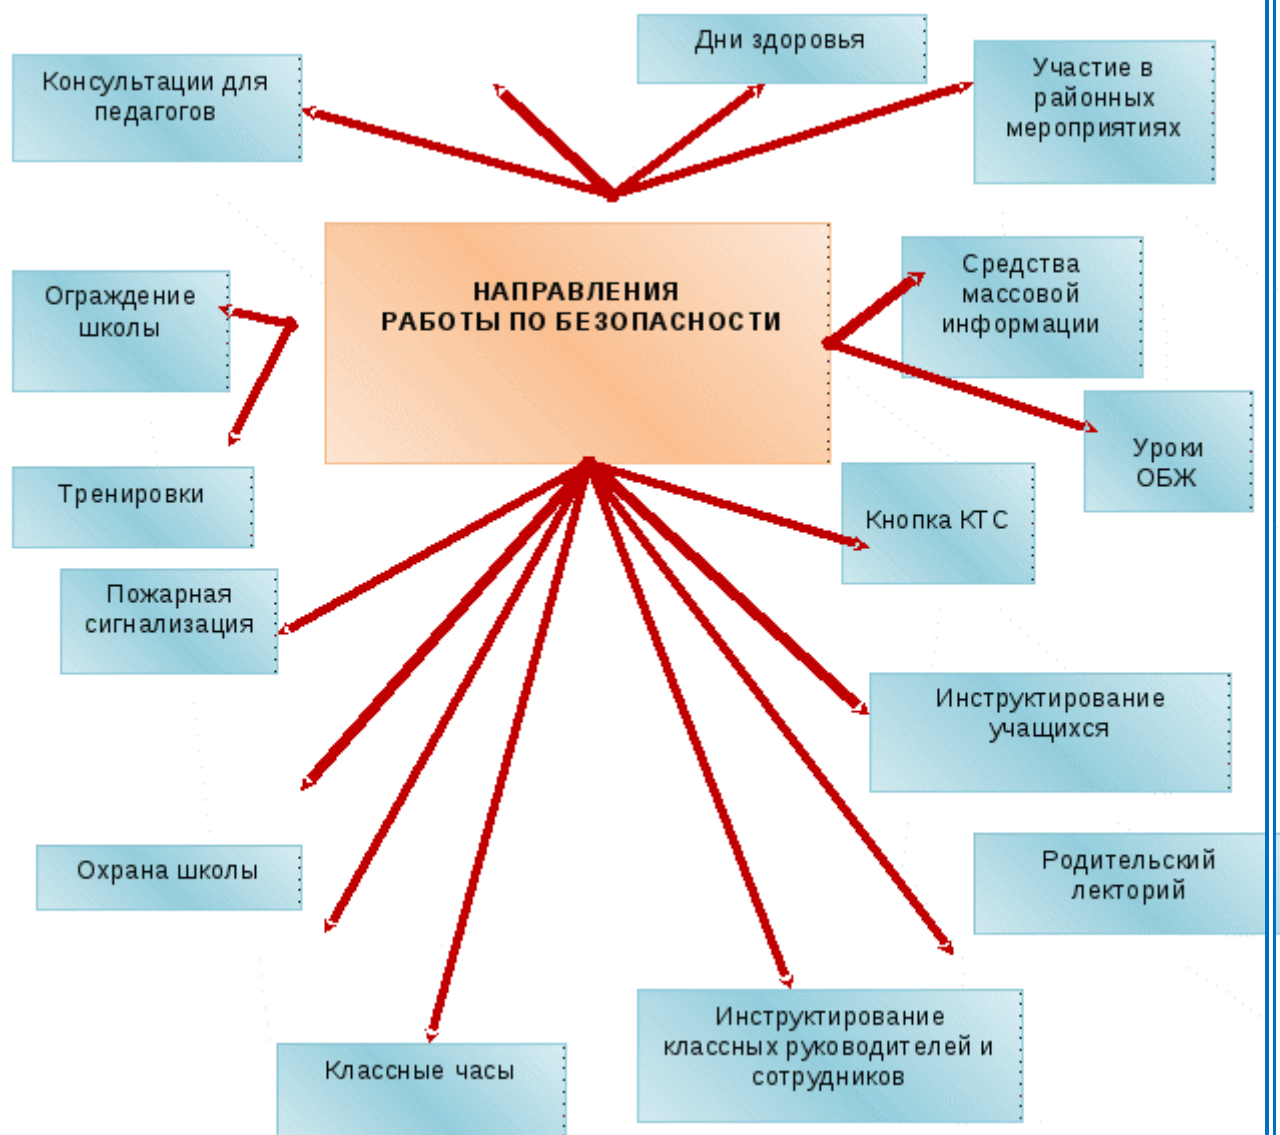 Дни здоровья
Консультации для
педагогов
Участие в
районных
мероприятиях
НАПРАВЛЕНИЯ
РАБОТЫ ПО БЕЗОПАСНОСТИ
Средства
массовой
информации
Ограждение
школы
Уроки
ОБЖ
Тренировки
Кнопка КТС
Пожарная
сигнализация
Инструктирование
учащихся
Охрана школы
Родительский
лекторий
Инструктирование
классных руководителей и
сотрудников
Классные часы